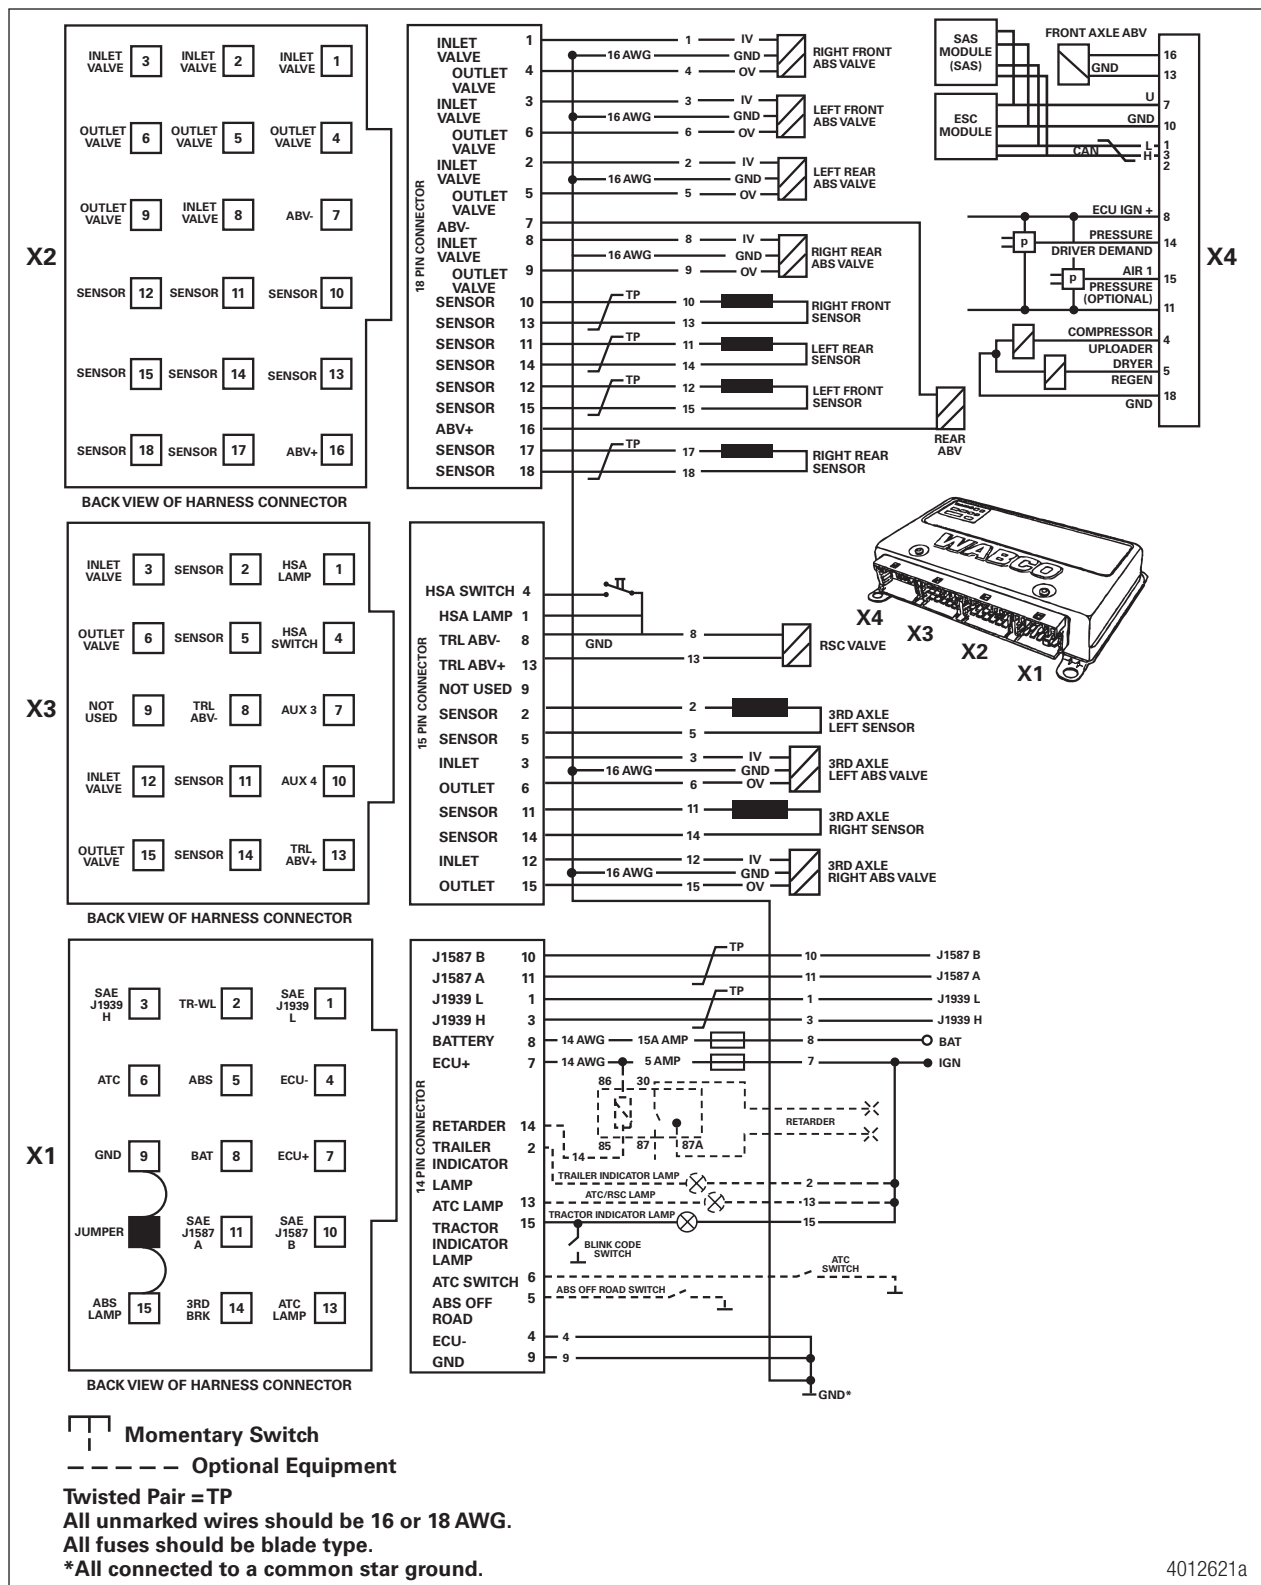 X2
INLET VALVE 3 INLET VALVE 2 INLET VALVE 1
OUTLET VALVE 6 OUTLET VALVE 5 OUTLET VALVE 4
OUTLET VALVE 9 INLET VALVE 8 ABV- 7
SENSOR 12 SENSOR 11 SENSOR 10
SENSOR 15 SENSOR 14 SENSOR 13
SENSOR 18 SENSOR 17 ABV+ 16
BACK VIEW OF HARNESS CONNECTOR
18 PIN CONNECTOR
INLET VALVE 1 1 IV
16 AWG GND
OUTLET VALVE 4 4 OV
RIGHT FRONT
ABS VALVE
INLET VALVE 3 3 IV
16 AWG GND
OUTLET VALVE 6 6 OV
LEFT FRONT
ABS VALVE
INLET VALVE 2 2 IV
16 AWG GND
OUTLET VALVE 5 5 OV
LEFT REAR
ABS VALVE
ABV- 7
INLET VALVE 8 8 IV
16 AWG GND
OUTLET VALVE 9 9 OV
RIGHT REAR
ABS VALVE
SENSOR 10 TP 10
SENSOR 13 13
RIGHT FRONT
SENSOR
SENSOR 11 TP 11
SENSOR 14 14
LEFT REAR
SENSOR
SENSOR 12 TP 12
SENSOR 15 15
LEFT FRONT
SENSOR
ABV+ 16
REAR
ABV
SENSOR 17 TP 17
SENSOR 18 18
RIGHT REAR
SENSOR
SAS
MODULE
(SAS)
ESC
MODULE
FRONT AXLE ABV
16
GND 13
U 7
GND 10
L 1
CAN H 3
2
ECU IGN + 8
p PRESSURE 14
DRIVER DEMAND
p AIR 1 15
PRESSURE
(OPTIONAL)
11
COMPRESSOR 4
UPLOADER
DRYER 5
REGEN
18
GND
X4
WABCO
X4
X3
X2
X1
X3
INLET VALVE 3 SENSOR 2 HSA LAMP 1
OUTLET VALVE 6 SENSOR 5 HSA SWITCH 4
NOT USED 9 TRL ABV- 8 AUX 3 7
INLET VALVE 12 SENSOR 11 AUX 4 10
OUTLET VALVE 15 SENSOR 14 TRL ABV+ 13
BACK VIEW OF HARNESS CONNECTOR
15 PIN CONNECTOR
HSA SWITCH 4
HSA LAMP 1
TRL ABV- 8 GND 8
TRL ABV+ 13 13
RSC VALVE
NOT USED 9
SENSOR 2 2
SENSOR 5 5
3RD AXLE
LEFT SENSOR
INLET 3 3 IV
16 AWG GND
OUTLET 6 6 OV
3RD AXLE
LEFT ABS VALVE
SENSOR 11 11
SENSOR 14 14
3RD AXLE
RIGHT SENSOR
INLET 12 12 IV
16 AWG GND
OUTLET 15 15 OV
3RD AXLE
RIGHT ABS VALVE
X1
SAE J1939 H 3 TR-WL 2 SAE J1939 L 1
ATC 6 ABS 5 ECU- 4
GND 9 BAT 8 ECU+ 7
JUMPER SAE J1587 A 11 SAE J1587 B 10
ABS LAMP 15 3RD BRK 14 ATC LAMP 13
BACK VIEW OF HARNESS CONNECTOR
14 PIN CONNECTOR
J1587 B 10 TP 10 J1587 B
J1587 A 11 11 J1587 A
J1939 L 1 TP 1 J1939 L
J1939 H 3 3 J1939 H
BATTERY 8 14 AWG 15A AMP 8 BAT
ECU+ 7 14 AWG 5 AMP 7 IGN
86 30
RETARDER
85 87 87A
RETARDER 14 14
TRAILER INDICATOR LAMP 2 TRAILER INDICATOR LAMP 2
ATC LAMP 13 ATC/RSC LAMP 13
TRACTOR INDICATOR LAMP 15 TRACTOR INDICATOR LAMP 15
BLINK CODE
SWITCH
ATC SWITCH 6 ATC SWITCH
ABS OFF ROAD 5 ABS OFF ROAD SWITCH
ECU- 4 4
GND 9 9
GND*
Momentary Switch
Optional Equipment
Twisted Pair = TP
All unmarked wires should be 16 or 18 AWG.
All fuses should be blade type.
*All connected to a common star ground.
4012621a